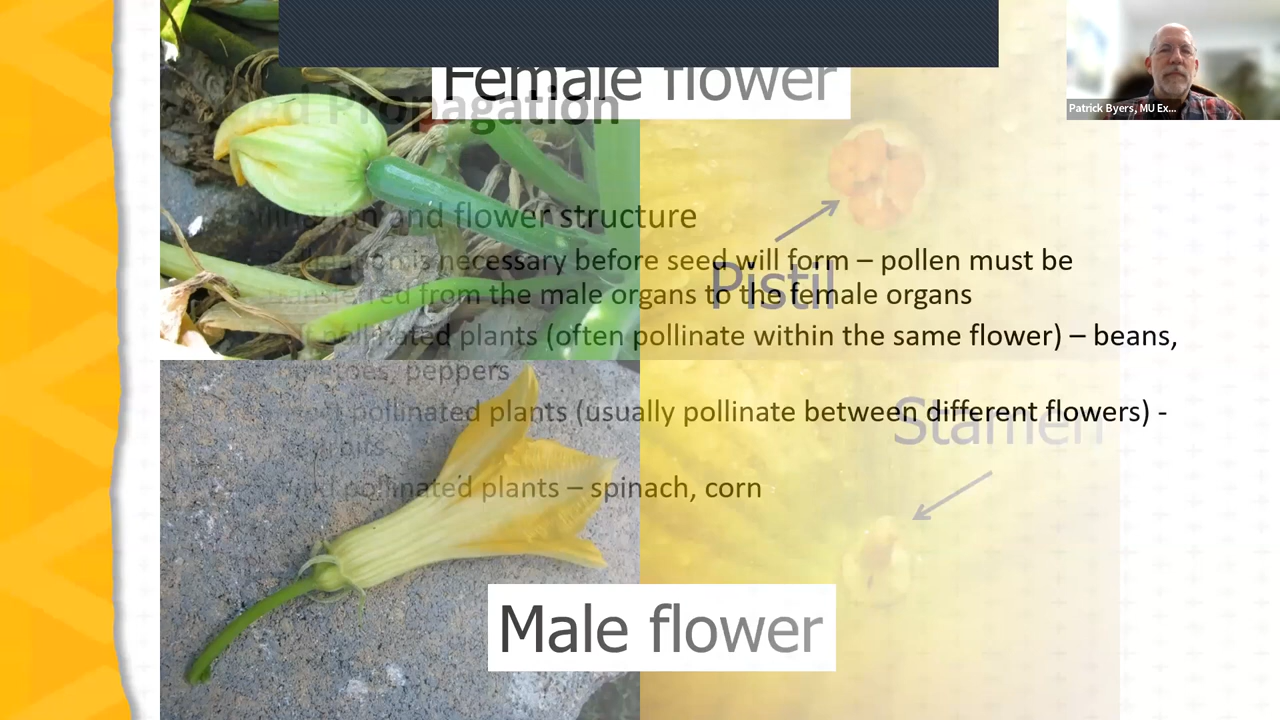 Female flower
Propagation
Patrick Byers, MU Ex...
and flower structure
is necessary before seed will form – pollen must be
Pistil
transferred from the male organs to the female organs
pollinated plants (often pollinate within the same flower) – beans,
peppers
pollinated plants (usually pollinate between different flowers) -
Stamen
pollinated plants – spinach, corn
Male flower